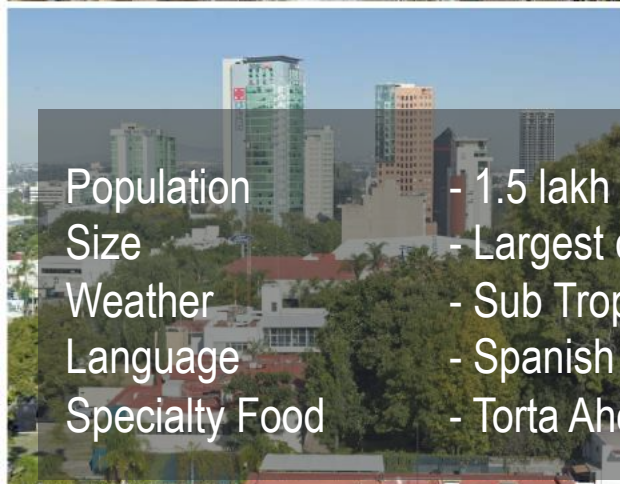 Population - 1.5 lakh
Size - Largest
Weather - Sub
Language - Spanish
Specialty Food - Torta